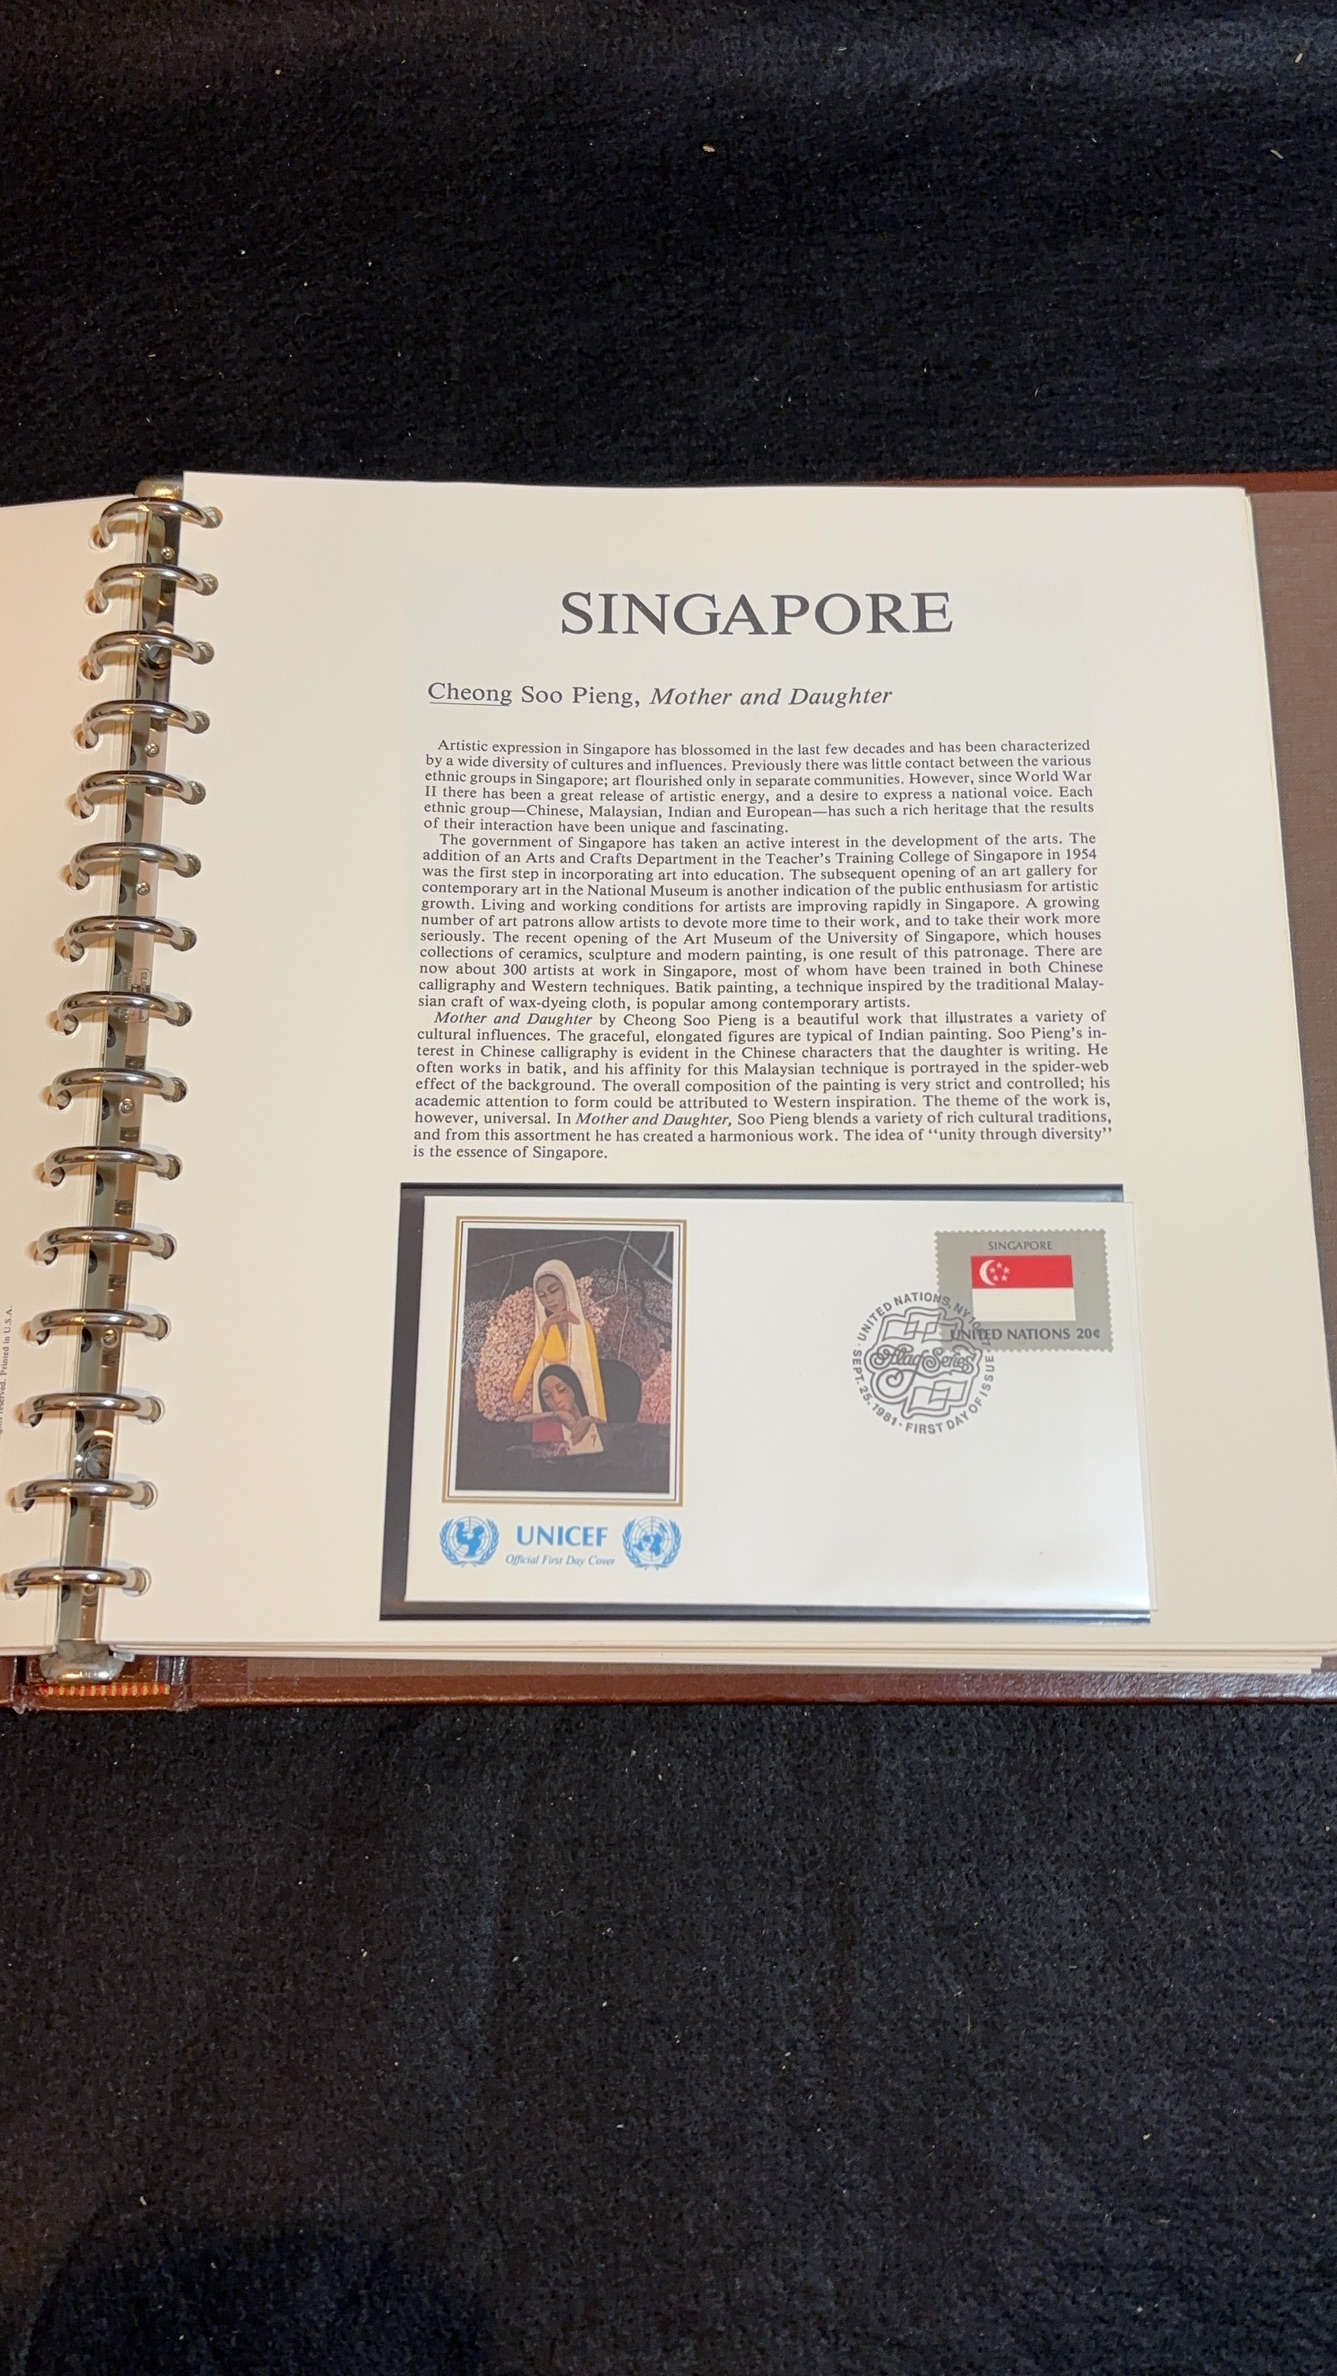 SINGAPORE
Cheong Soo Pieng, Mother and Daughter
Artistic expression in Singapore has blossomed in the last few decades and has been characterized
by a wide diversity of cultures and influences. Previously there was little contact between the various
ethnic groups in Singapore; art flourished only in separate communities. However, since World War
II there has been a great release of artistic energy, and a desire to express a national voice. Each
ethnic group—Chinese, Malaysian, Indian and European—has such a rich heritage that the results
of their interaction have been unique and fascinating.
The government of Singapore has taken an active interest in the development of the arts. The
addition of an Arts and Crafts Department in the Teacher's Training College of Singapore in 1954
was the first step in incorporating art into education. The subsequent opening of an art gallery for
contemporary art in the National Museum is another indication of the public enthusiasm for artistic
growth. Living and working conditions for artists are improving rapidly in Singapore. A growing
number of art patrons allow artists to devote more time to their work, and to take their work more
seriously. The recent opening of the Art Museum of the University of Singapore, which houses
collections of ceramics, sculpture and modern painting, is one result of this patronage. There are
now about 300 artists at work in Singapore, most of whom have been trained in both Chinese
calligraphy and Western techniques. Batik painting, a technique inspired by the traditional Malay-
sian craft of wax-dyeing cloth, is popular among contemporary artists.
Mother and Daughter by Cheong Soo Pieng is a beautiful work that illustrates a variety of
cultural influences. The graceful, elongated figures are typical of Indian painting. Soo Pieng's in-
terest in Chinese calligraphy is evident in the Chinese characters that the daughter is writing. He
often works in batik, and his affinity for this Malaysian technique is portrayed in the spider-web
effect of the background. The overall composition of the painting is very strict and controlled; his
academic attention to form could be attributed to Western inspiration. The theme of the work is,
however, universal. In Mother and Daughter, Soo Pieng blends a variety of rich cultural traditions,
and from this assortment he has created a harmonious work. The idea of "unity through diversity"
is the essence of Singapore.
SINGAPORE
UNITED NATIONS 20¢
UNITED NATIONS, NY
Flag Series
SEPT. 25, 1981 · FIRST DAY OF ISSUE
UNICEF
Official First Day Cover
reserved. Printed in U.S.A.